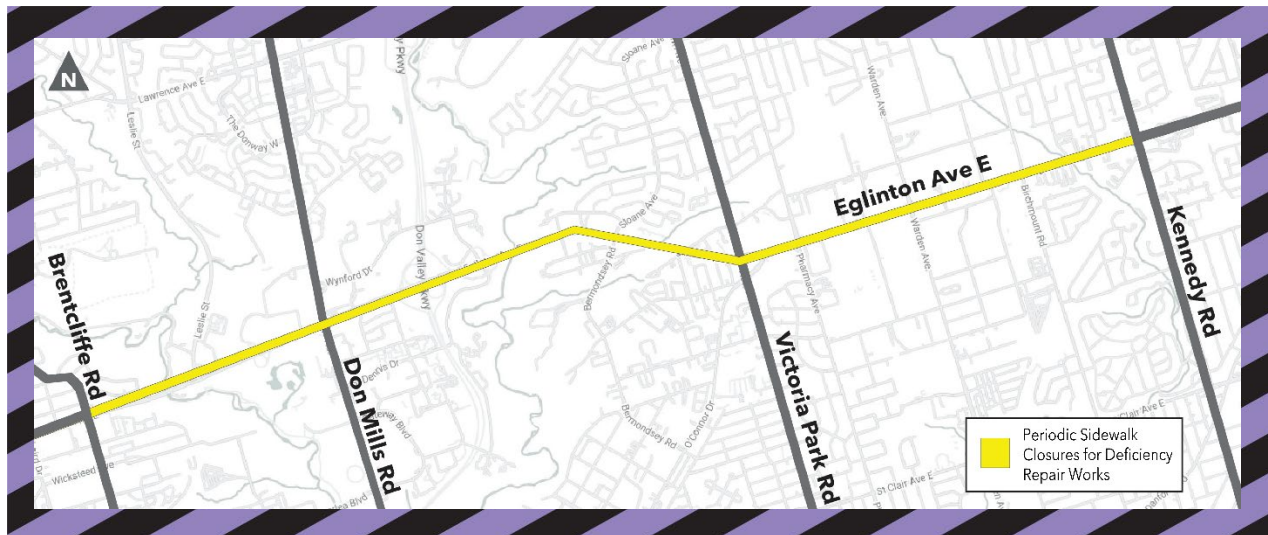 N
Lawrence Ave E
Leslie St
The Donway W
Sloane Ave
Warden Ave
Warden Ave.
Birchmount Rd
Eglinton Ave E
Kennedy Rd
Sloane Ave
Bermondsey Rd
Don Valley Pkwy
Wynford Dr
Leslie St
Brentcliffe Rd
Pharmacy Ave
Victoria Park Rd
Don Mills Rd
Bermondsey Rd
O'Connor Dr
Wicksteed Ave
St Clair Ave E
Clair Ave E
Periodic Sidewalk
Closures for Deficiency
Repair Works